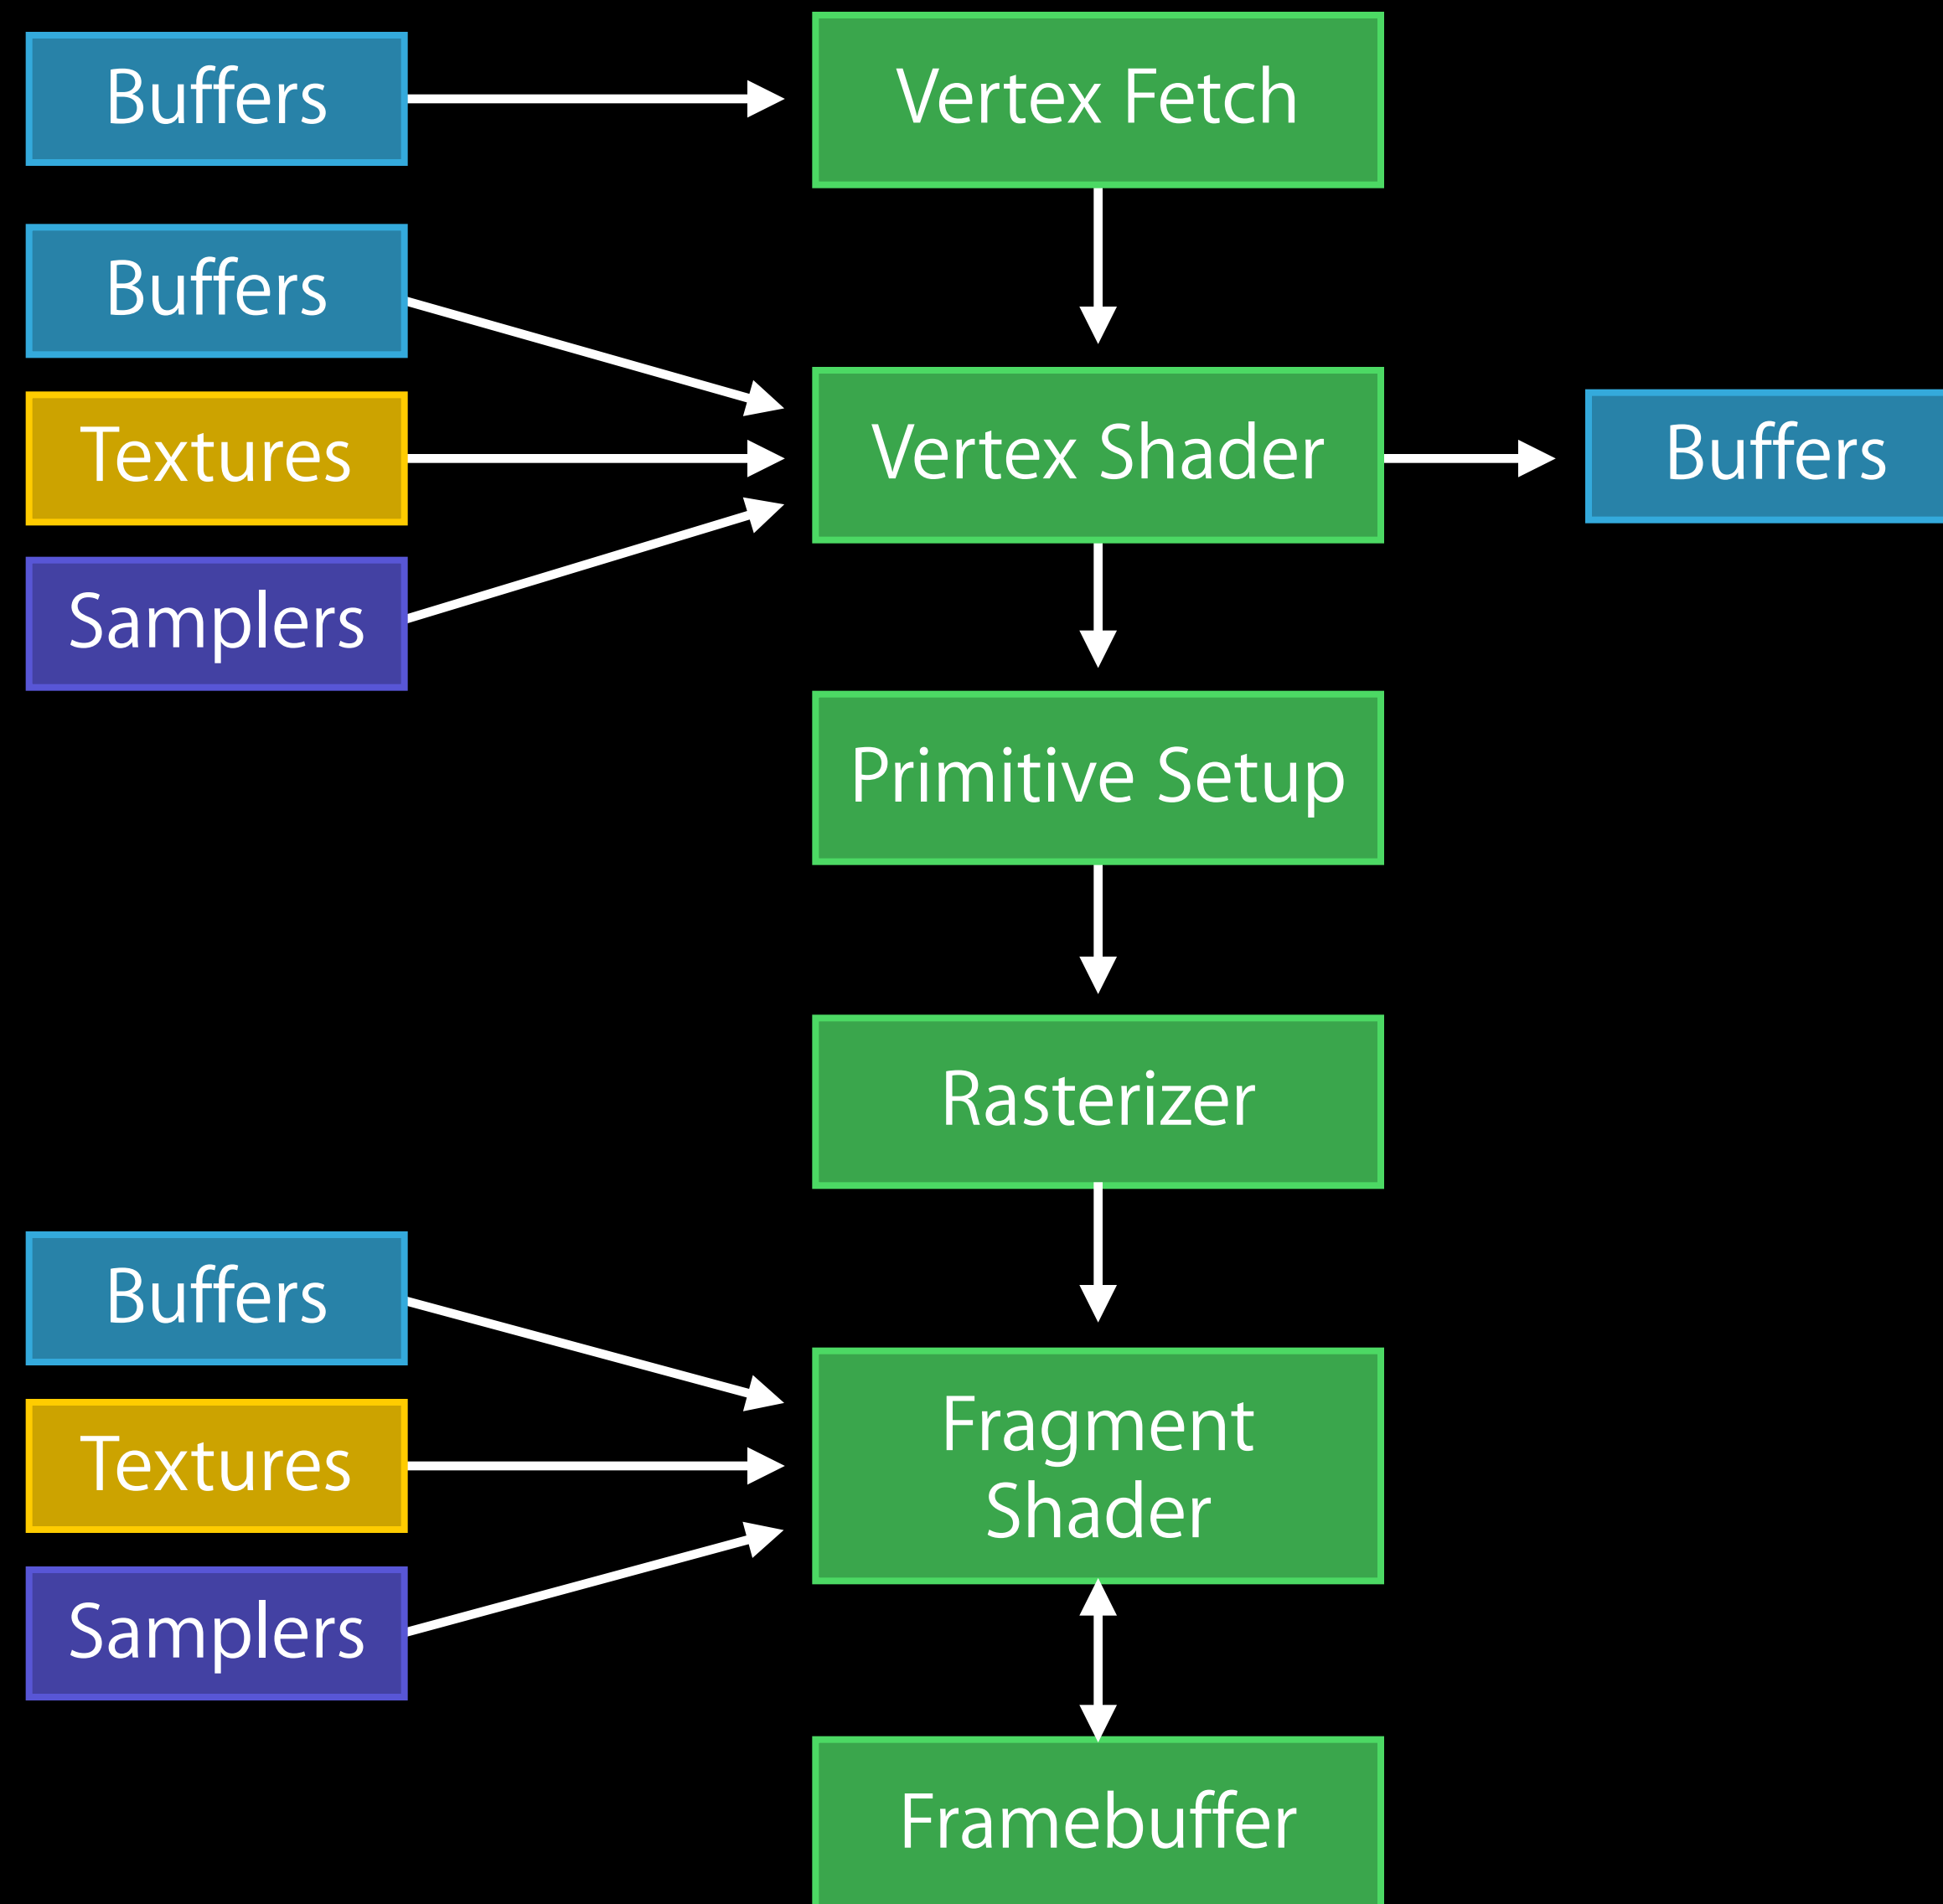 Buffers
Vertex Fetch
Buffers
Textures
Samplers
Vertex Shader
Buffers
Primitive Setup
Rasterizer
Buffers
Textures
Samplers
Fragment
Shader
Framebuffer